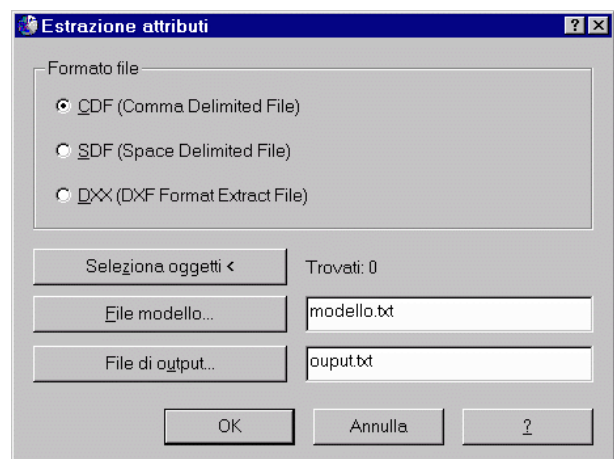 Estrazione attributi
Formato file
CDF (Comma Delimited File)
SDF (Space Delimited File)
DXX (DXF Format Extract File)
Seleziona oggetti < Trovati: 0
File modello... modello.txt
File di output... ouput.txt
OK Annulla ?